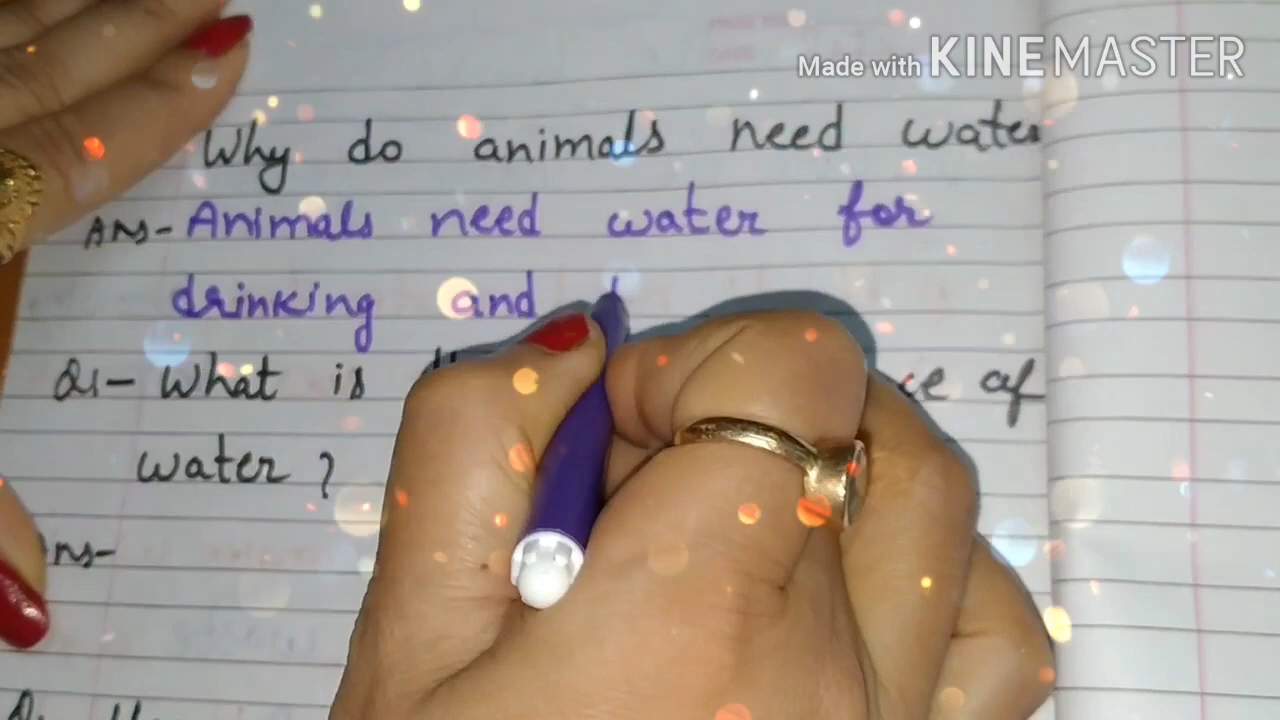 Made with KINEMASTER
Why do animals need water
Ans- Animals need water for
drinking and
Q1- What is of
water ?
Ans-